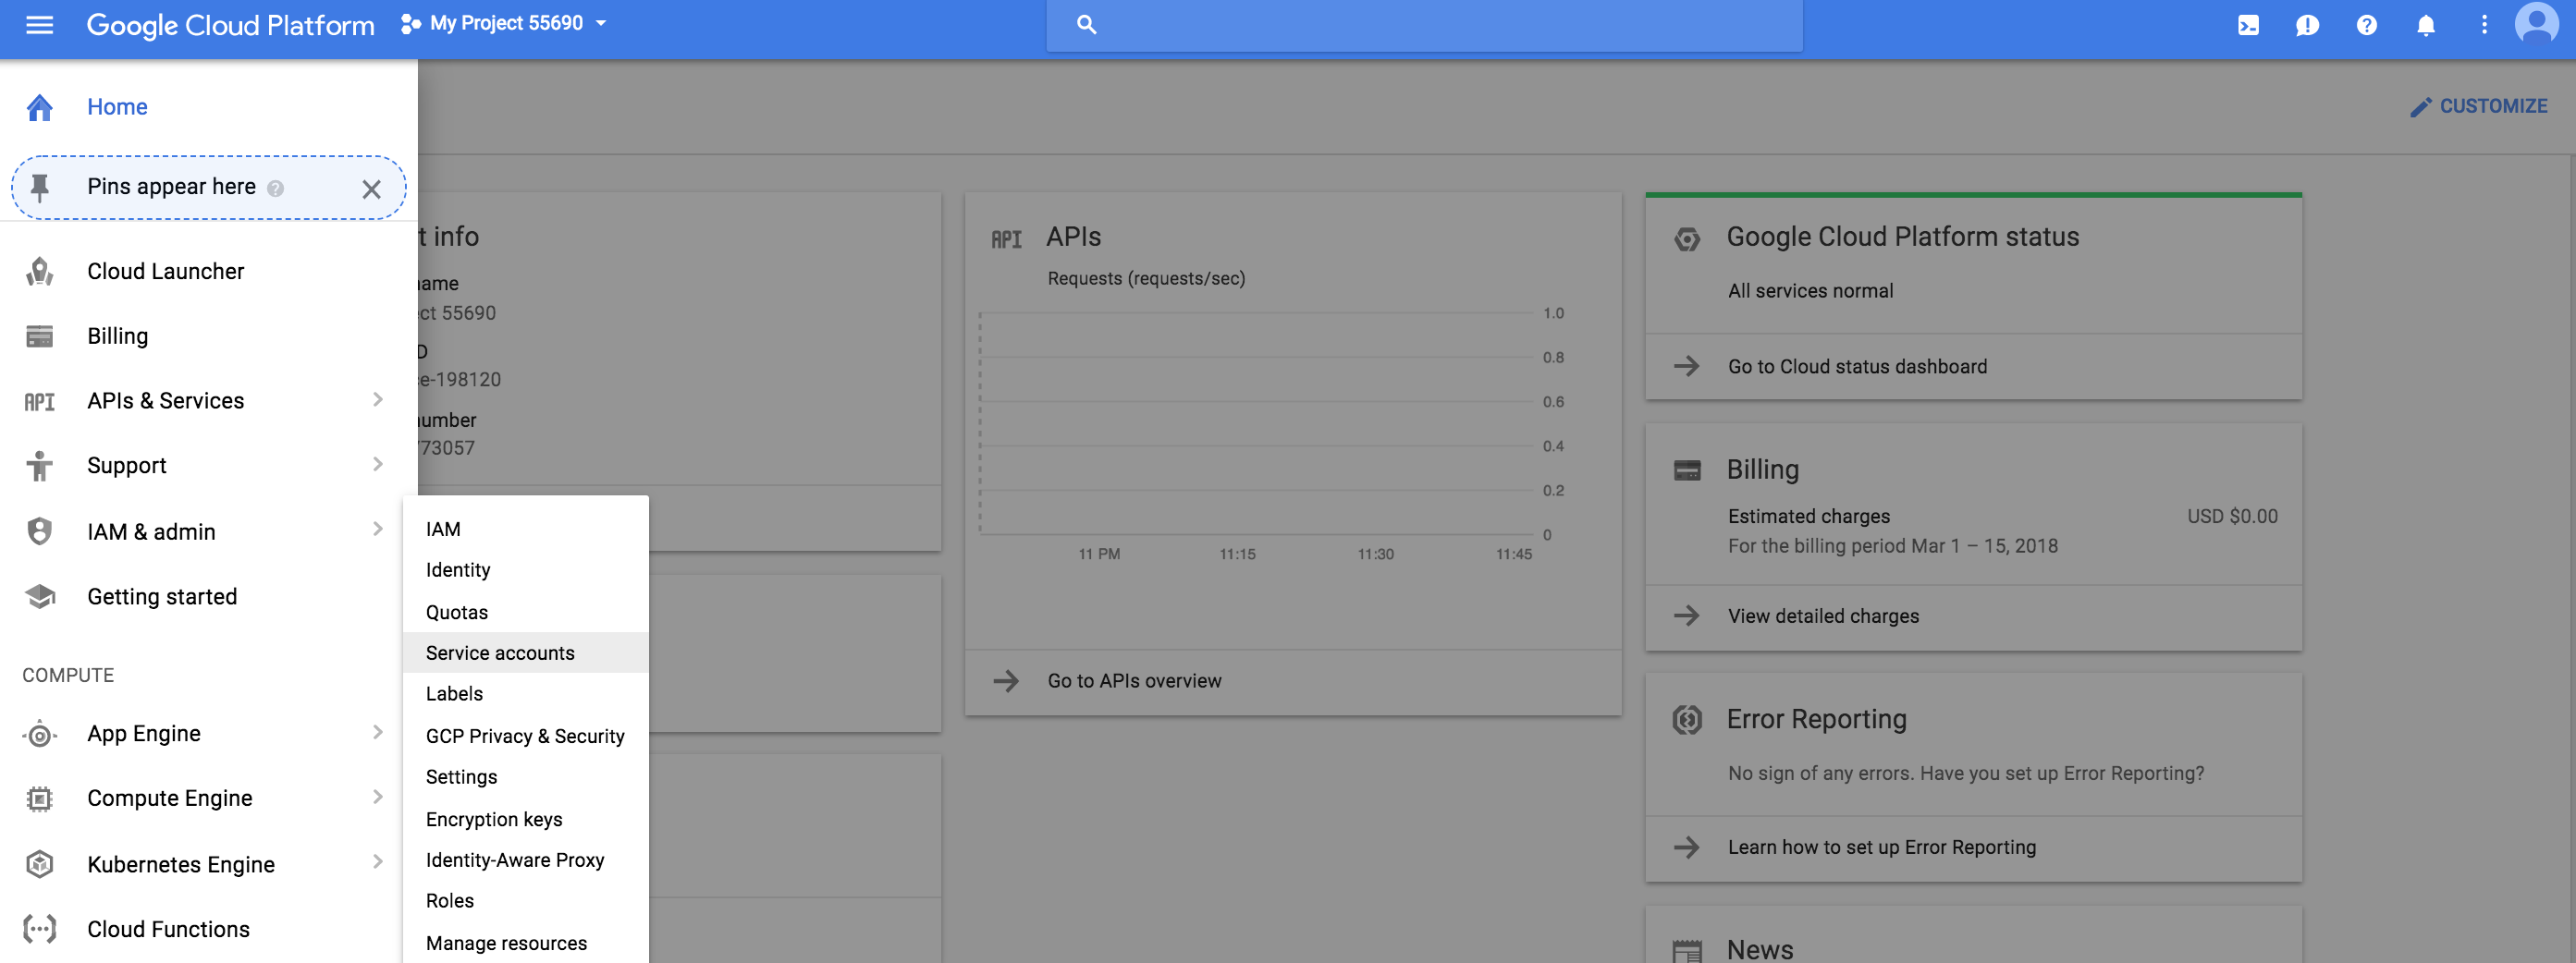 Google Cloud Platform
My Project 55690
Home
Pins appear here
Cloud Launcher
Billing
API
APIs & Services
Support
IAM & admin
Getting started
COMPUTE
App Engine
Compute Engine
Kubernetes Engine
Cloud Functions
IAM
Identity
Quotas
Service accounts
Labels
GCP Privacy & Security
Settings
Encryption keys
Identity-Aware Proxy
Roles
Manage resources
CUSTOMIZE
t info
ame
ect 55690
D
ce-198120
umber
73057
API
APIs
Requests (requests/sec)
1.0
0.8
0.6
0.4
0.2
0
11 PM
11:15
11:30
11:45
Go to APIs overview
Google Cloud Platform status
All services normal
Go to Cloud status dashboard
Billing
Estimated charges
USD $0.00
For the billing period Mar 1 – 15, 2018
View detailed charges
Error Reporting
No sign of any errors. Have you set up Error Reporting?
Learn how to set up Error Reporting
News